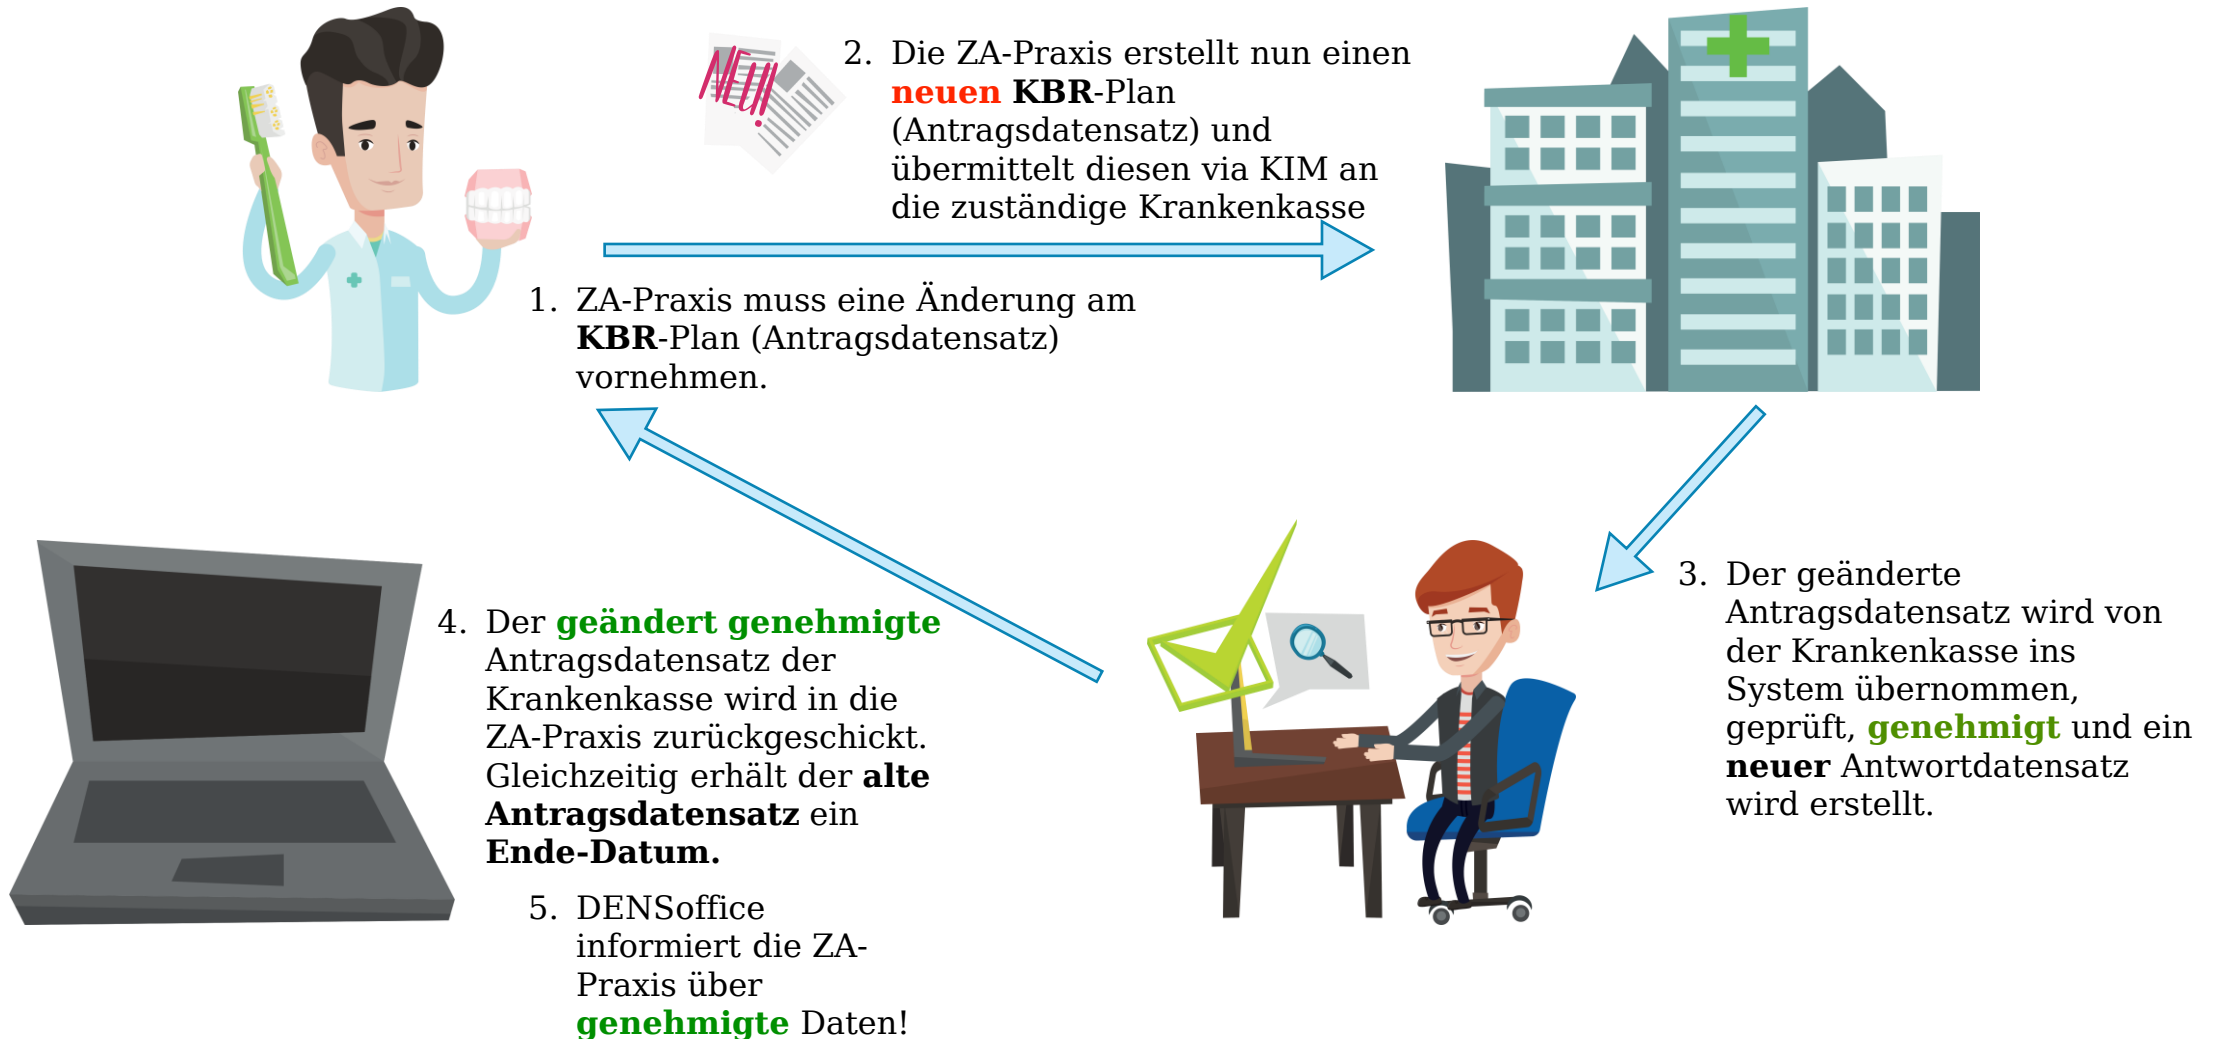 NEU!
2. Die ZA-Praxis erstellt nun einen
neuen KBR-Plan
(Antragsdatensatz) und
übermittelt diesen via KIM an
die zuständige Krankenkasse
1. ZA-Praxis muss eine Änderung am
KBR-Plan (Antragsdatensatz)
vornehmen.
3. Der geänderte
Antragsdatensatz wird von
der Krankenkasse ins
System übernommen,
geprüft, genehmigt und ein
neuer Antwortdatensatz
wird erstellt.
4. Der geändert genehmigte
Antragsdatensatz der
Krankenkasse wird in die
ZA-Praxis zurückgeschickt.
Gleichzeitig erhält der alte
Antragsdatensatz ein
Ende-Datum.
5. DENSoffice
informiert die ZA-
Praxis über
genehmigte Daten!